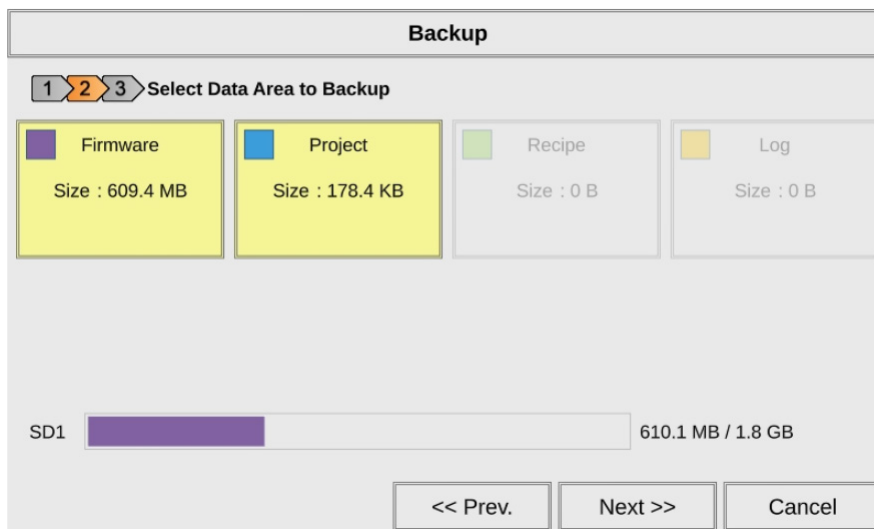 Backup
1 2 3 Select Data Area to Backup
Firmware
Size : 609.4 MB
Project
Size : 178.4 KB
Recipe
Size : 0 B
Log
Size : 0 B
SD1 610.1 MB / 1.8 GB
<< Prev. Next >> Cancel